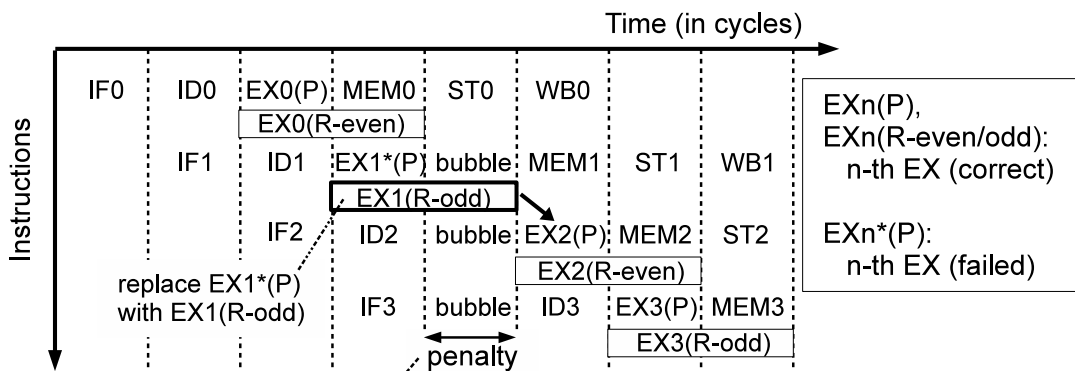 Time (in cycles)
Instructions
IF0 ID0 EX0(P) MEM0 ST0 WB0
EX0(R-even)
IF1 ID1 EX1*(P) bubble MEM1 ST1 WB1
EX1(R-odd)
IF2 ID2 bubble EX2(P) MEM2 ST2
EX2(R-even)
replace EX1*(P)
with EX1(R-odd)
IF3 bubble ID3 EX3(P) MEM3
EX3(R-odd)
penalty
EXn(P),
EXn(R-even/odd):
n-th EX (correct)
EXn*(P):
n-th EX (failed)